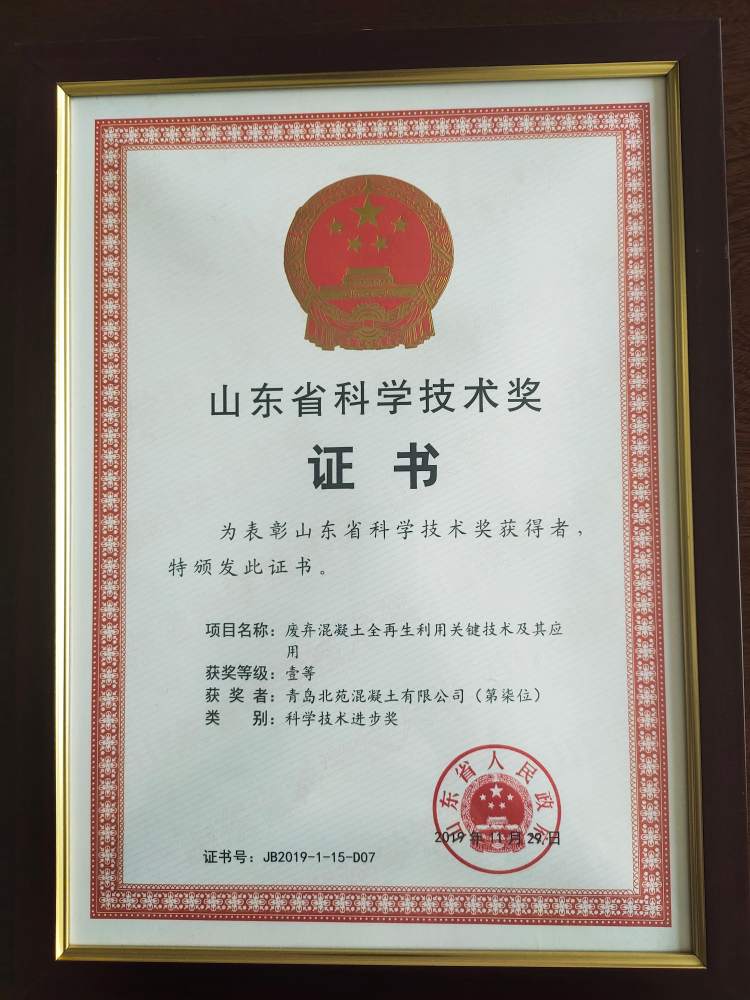 山东省科学技术奖
证书
为表彰山东省科学技术奖获得者，
特颁发此证书。
项目名称：废弃混凝土全再生利用关键技术及其应
用
获奖等级：壹等
获奖者：青岛北苑混凝土有限公司（第柒位）
类别：科学技术进步奖
山东省人民政府
2019年11月29日
证书号：JB2019-1-15-D07